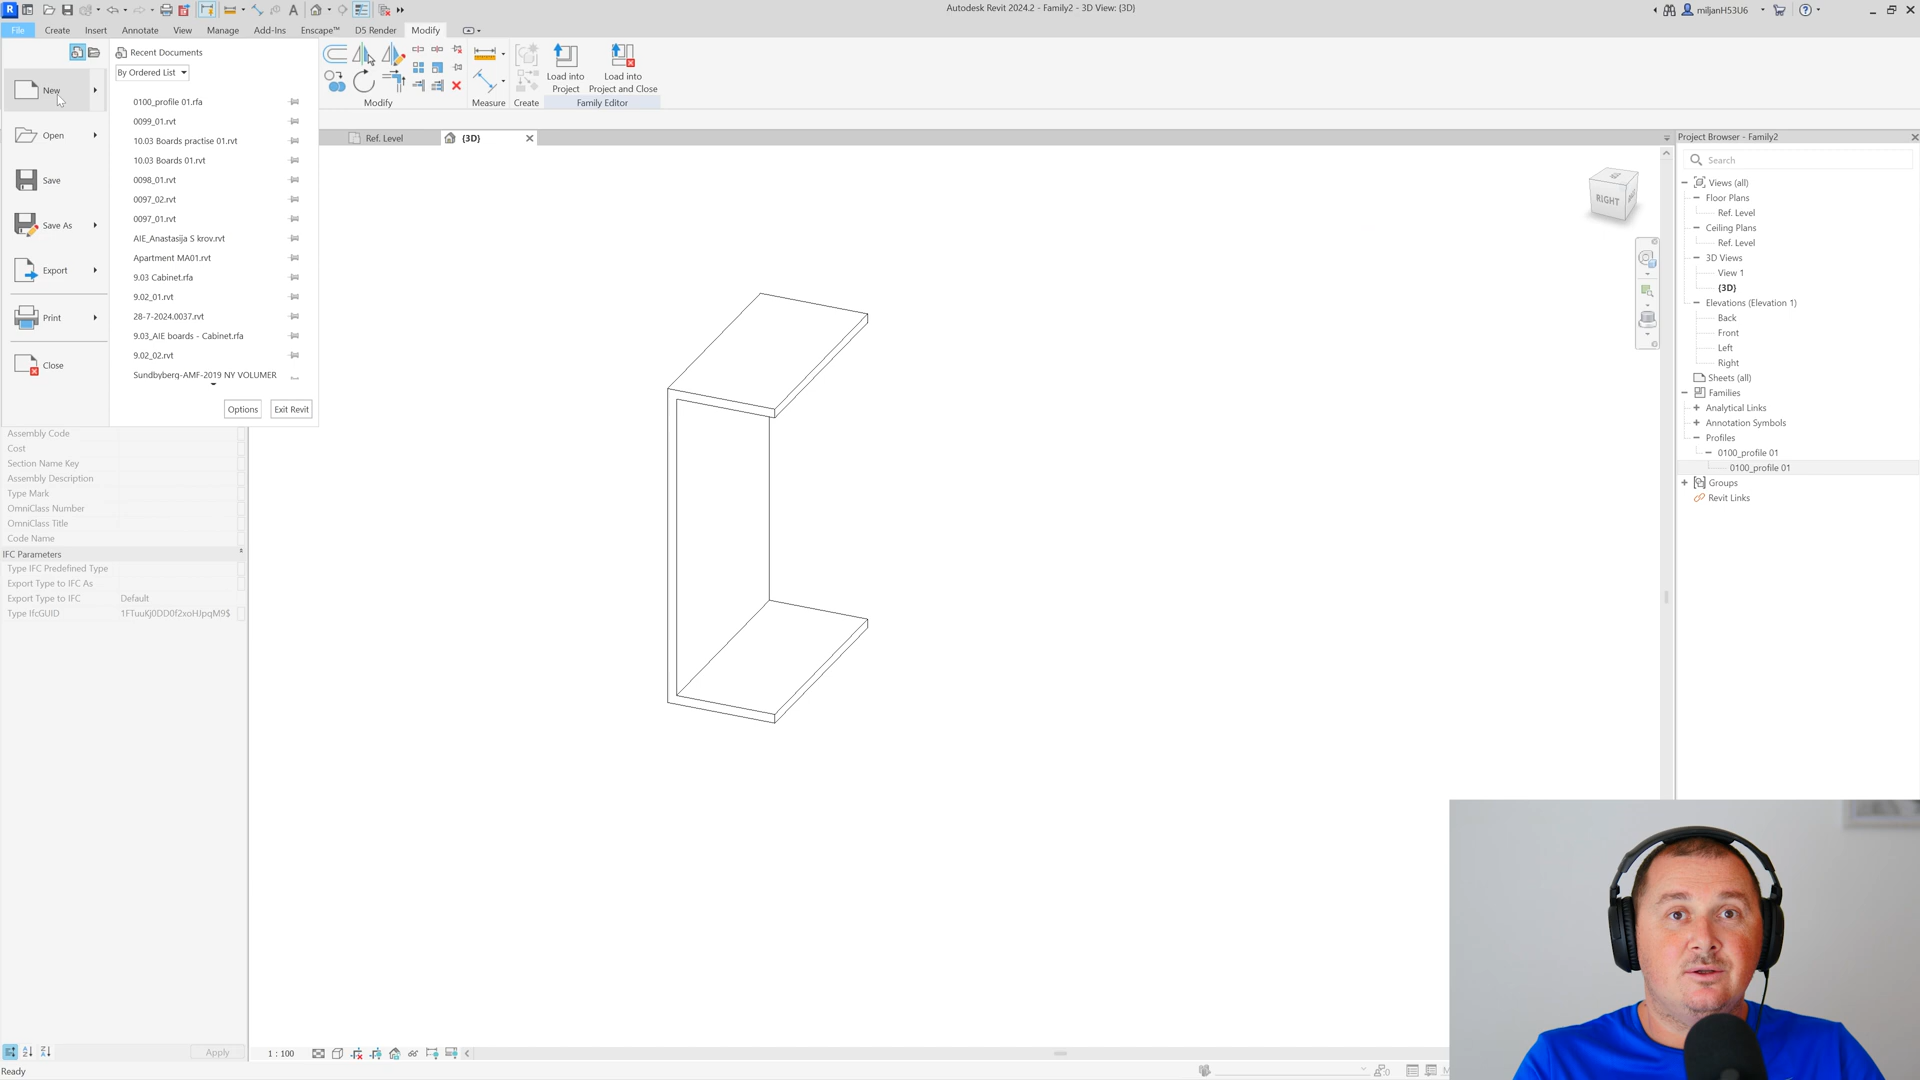 Autodesk Revit 2024.2 - Family2 - 3D View: {3D}
miljanH53U6
File
Create
Insert
Annotate
View
Manage
Add-Ins
Enscape™
D5 Render
Modify
Recent Documents
By Ordered List
New
Open
Save
Save As
Export
Print
Close
0100_profile 01.rfa
0099_01.rvt
10.03 Boards practise 01.rvt
10.03 Boards 01.rvt
0098_01.rvt
0097_02.rvt
0097_01.rvt
AIE_Anastasija S krov.rvt
Apartment MA01.rvt
9.03 Cabinet.rfa
9.02_01.rvt
28-7-2024.0037.rvt
9.03_AIE boards - Cabinet.rfa
9.02_02.rvt
Sundbyberg-AMF-2019 NY VOLUMER
Options
Exit Revit
Load into
Project
Load into
Project and Close
Modify
Measure
Create
Family Editor
Ref. Level
{3D}
RIGHT
Assembly Code
Cost
Section Name Key
Assembly Description
Type Mark
OmniClass Number
OmniClass Title
Code Name
IFC Parameters
Type IFC Predefined Type
Export Type to IFC As
Export Type to IFC
Default
Type IfcGUID
1FTuuKj0DD0f2xoHJpqM9$
Apply
Ready
1 : 100
Project Browser - Family2
Search
Views (all)
Floor Plans
Ref. Level
Ceiling Plans
Ref. Level
3D Views
View 1
{3D}
Elevations (Elevation 1)
Back
Front
Left
Right
Sheets (all)
Families
Analytical Links
Annotation Symbols
Profiles
0100_profile 01
0100_profile 01
Groups
Revit Links
:0